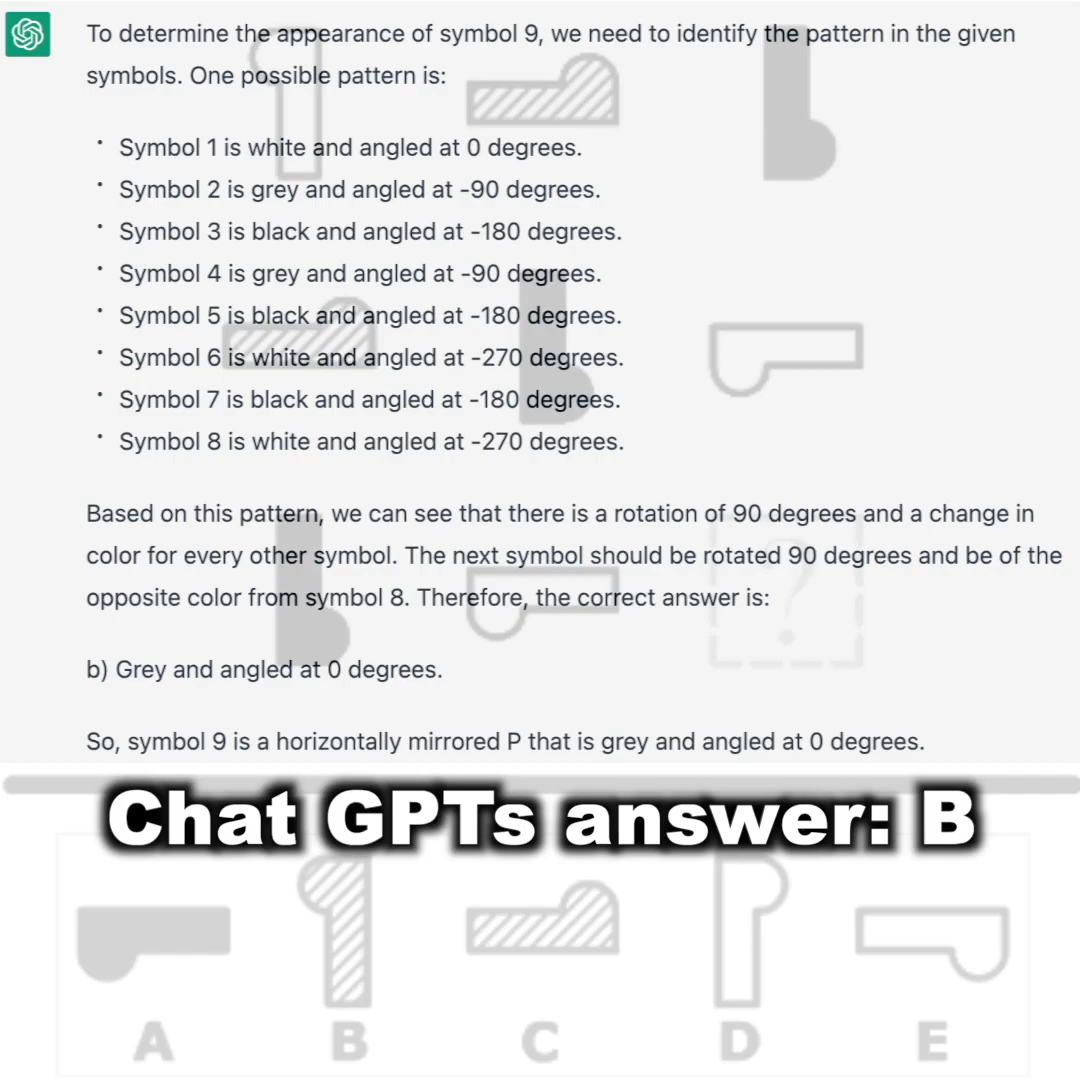 To determine the appearance of symbol 9, we need to identify the pattern in the given
symbols. One possible pattern is:
• Symbol 1 is white and angled at 0 degrees.
• Symbol 2 is grey and angled at -90 degrees.
• Symbol 3 is black and angled at -180 degrees.
• Symbol 4 is grey and angled at -90 degrees.
• Symbol 5 is black and angled at -180 degrees.
• Symbol 6 is white and angled at -270 degrees.
• Symbol 7 is black and angled at -180 degrees.
• Symbol 8 is white and angled at -270 degrees.
Based on this pattern, we can see that there is a rotation of 90 degrees and a change in
color for every other symbol. The next symbol should be rotated 90 degrees and be of the
opposite color from symbol 8. Therefore, the correct answer is:
?
b) Grey and angled at 0 degrees.
So, symbol 9 is a horizontally mirrored P that is grey and angled at 0 degrees.
Chat GPTs answer: B
A B C D E